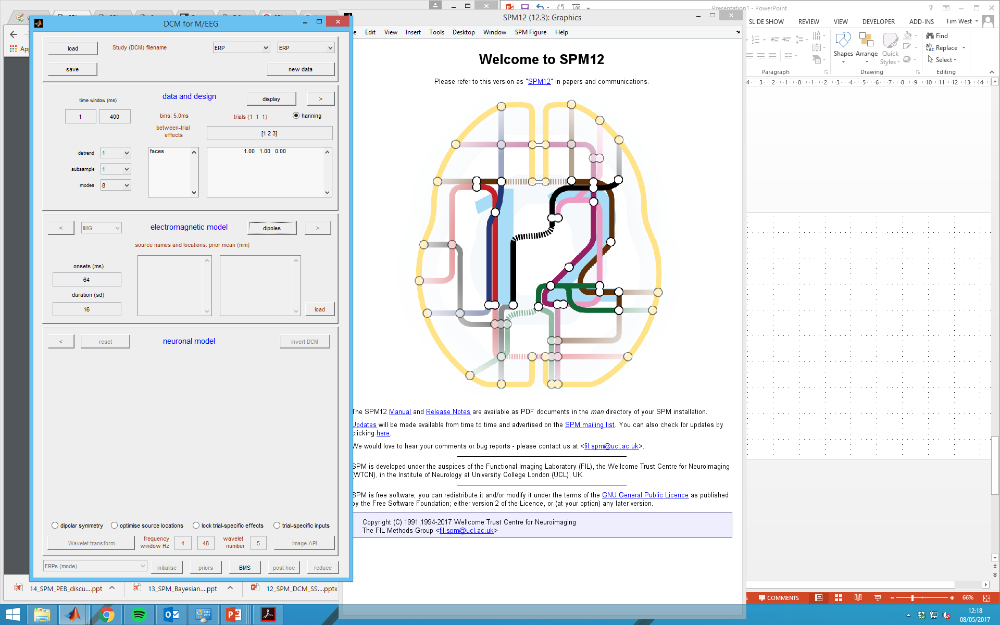 DCM for M/EEG
load
Study (DCM) filename
ERP
ERP
save
new data
data and design
display
>
time window (ms)
1
400
bins: 5.0ms
trials (1 1 1)
hanning
between-trial
effects
[1 2 3]
detrend
1
subsample
1
modes
8
faces
1.00 1.00 0.00
<
IMG
electromagnetic model
dipoles
>
source names and locations: prior mean (mm)
onsets (ms)
64
duration (sd)
16
load
<
reset
neuronal model
invert DCM
dipolar symmetry
optimise source locations
lock trial-specific effects
trial-specific inputs
Wavelet transform
frequency
window Hz
4
48
wavelet
number
5
image API
ERPs (mode)
initialise
priors
BMS
post hoc
reduce
14_SPM_PEB_discu....ppt
13_SPM_Bayesian....ppt
12_SPM_DCM_SS....pptx
SPM12 (12.3): Graphics
Edit View Insert Tools Desktop Window SPM Figure Help
Welcome to SPM12
Please refer to this version as "SPM12" in papers and communications.
The SPM12 Manual and Release Notes are available as PDF documents in the man directory of your SPM installation.
Updates will be made available from time to time and advertised on the SPM mailing list. You can also check for updates by
clicking here.
We would love to hear your comments or bug reports - please contact us at <fil.spm@ucl.ac.uk>.
SPM is developed under the auspices of the Functional Imaging Laboratory (FIL), the Wellcome Trust Centre for NeuroImaging
(WTCN), in the Institute of Neurology at University College London (UCL), UK.
SPM is free software; you can redistribute it and/or modify it under the terms of the GNU General Public Licence as published
by the Free Software Foundation; either version 2 of the Licence, or (at your option) any later version.
Copyright (C) 1991,1994-2017 Wellcome Trust Centre for Neuroimaging
The FIL Methods Group <fil.spm@ucl.ac.uk>
Presentation1 - PowerPoint
SLIDE SHOW REVIEW VIEW DEVELOPER ADD-INS Tim West
Shapes Arrange Quick
Styles
Find
Replace
Select
Paragraph Drawing Editing
4 3 2 1 0 1 2 3 4 5 6 7 8 9 10 11 12 13 14
COMMENTS
66%
12:18
08/05/2017